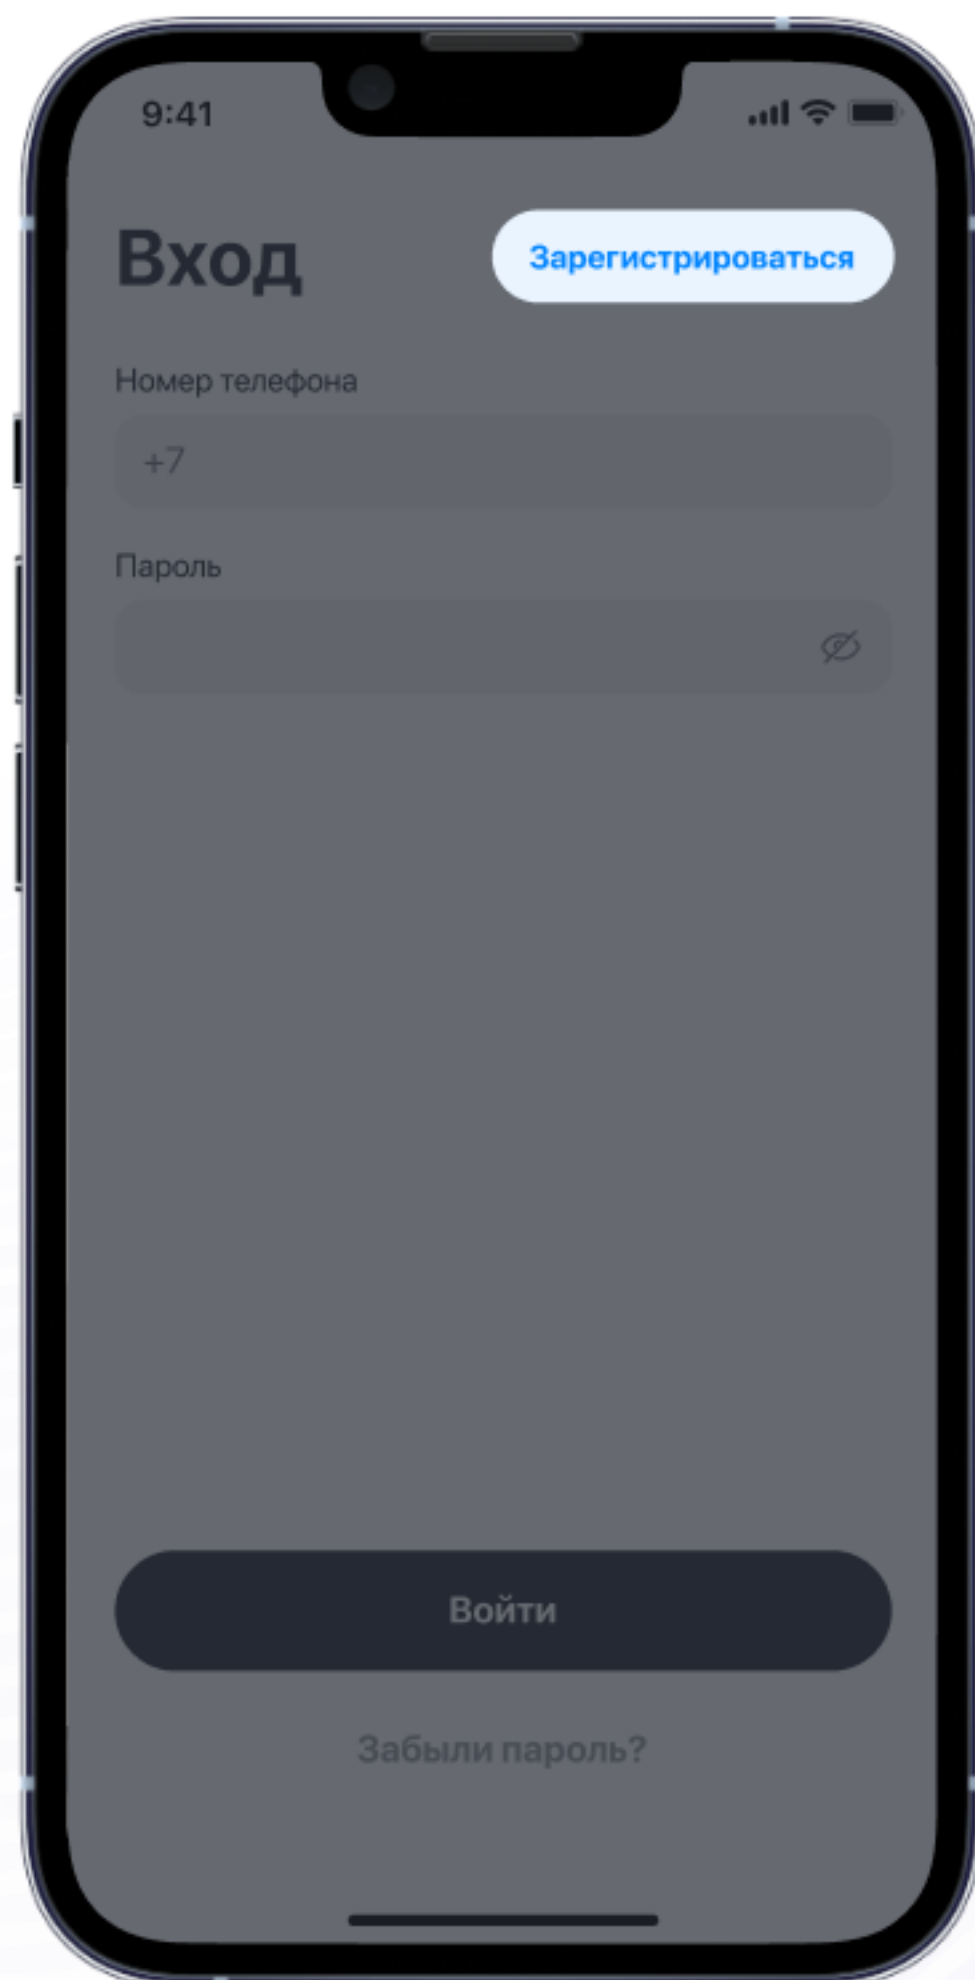 9:41
Вход
Зарегистрироваться
Номер телефона
+7
Пароль
Войти
Забыли пароль?